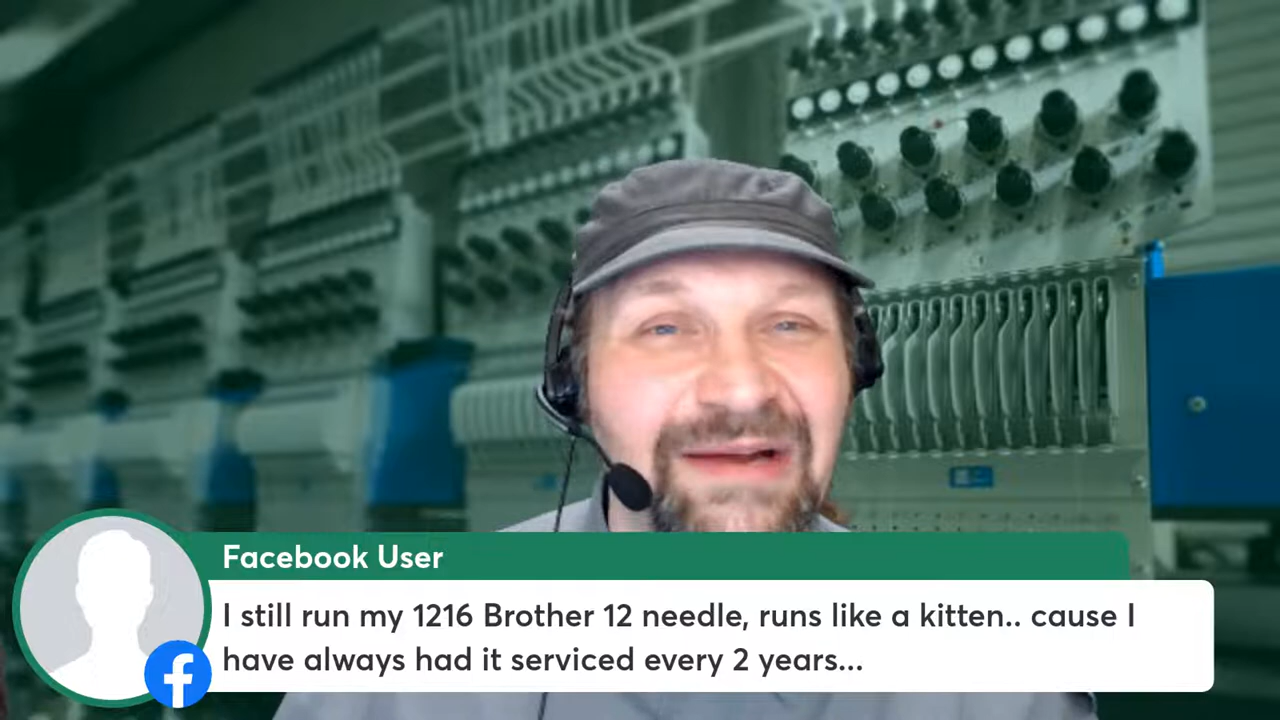 Facebook User
I still run my 1216 Brother 12 needle, runs like a kitten.. cause I
have always had it serviced every 2 years...